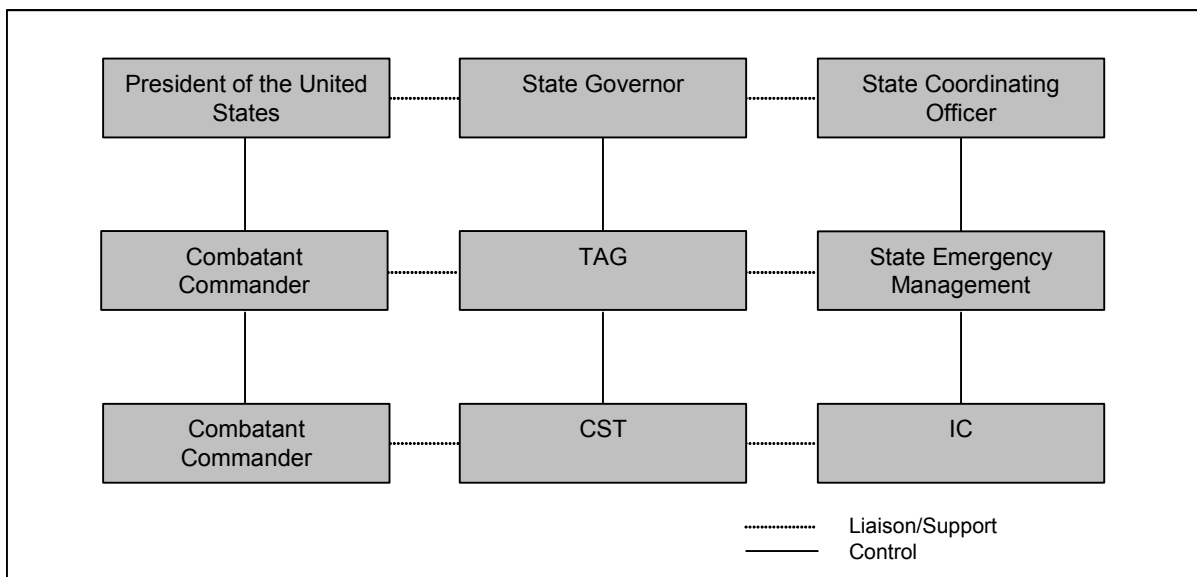 President of the United
States
State Governor
State Coordinating
Officer
Combatant
Commander
TAG
State Emergency
Management
Combatant
Commander
CST
IC
Liaison/Support
Control